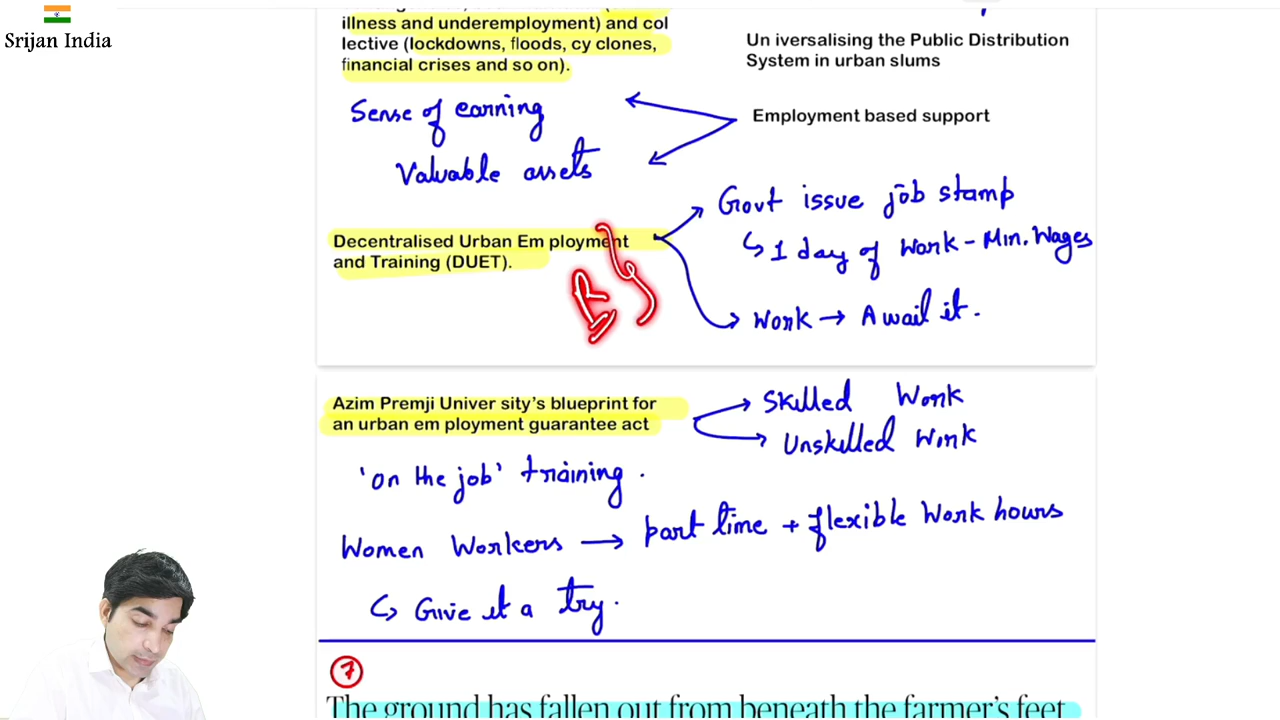 Srijan India
illness and underemployment) and col
lective (lockdowns, floods, cy clones,
financial crises and so on).
Un iversalising the Public Distribution
System in urban slums
Sense of earning
Valuable assets
Employment based support
Decentralised Urban Em ployment
and Training (DUET).
Govt issue job stamp
↳ 1 day of work - Min. Wages
Work → Avail it.
Azim Premji Univer sity's blueprint for
an urban em ployment guarantee act
Skilled Work
Unskilled Work
'on the job' training.
Women Workers → part time + flexible work hours
↳ Give it a try.
7
The ground has fallen out from beneath the farmer's feet